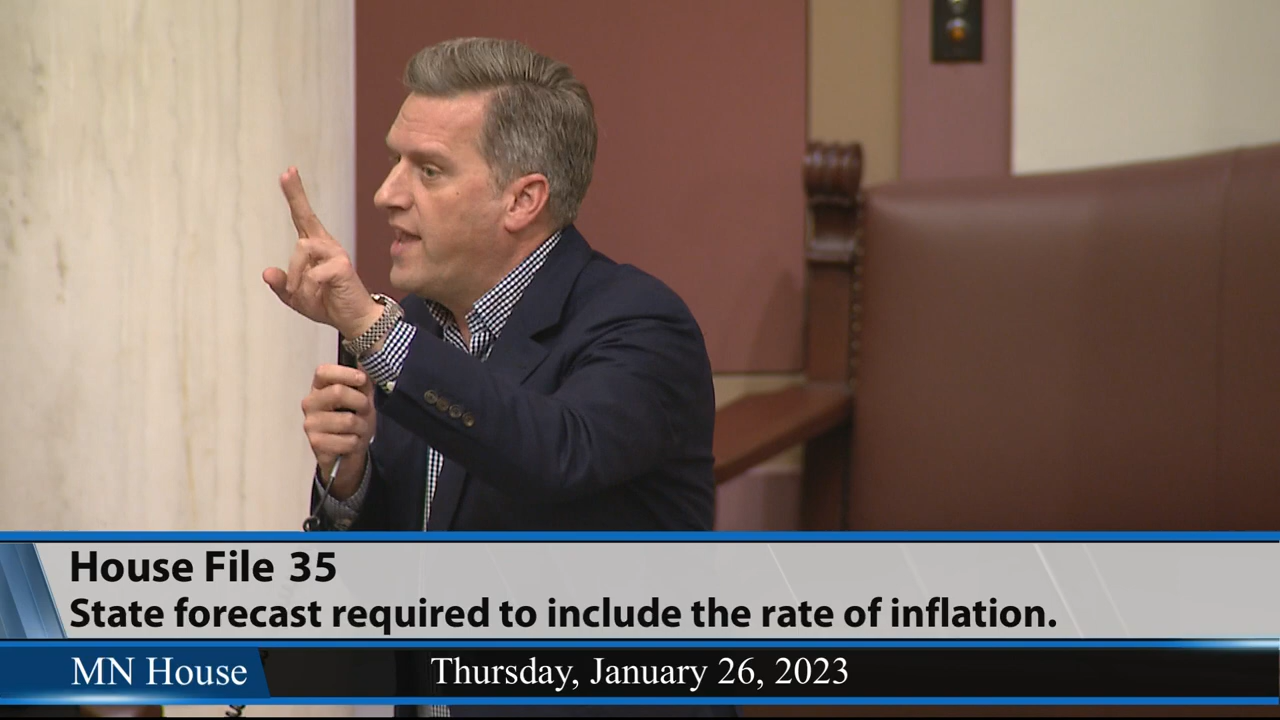 House File 35
State forecast required to include the rate of inflation.
MN House
Thursday, January 26, 2023